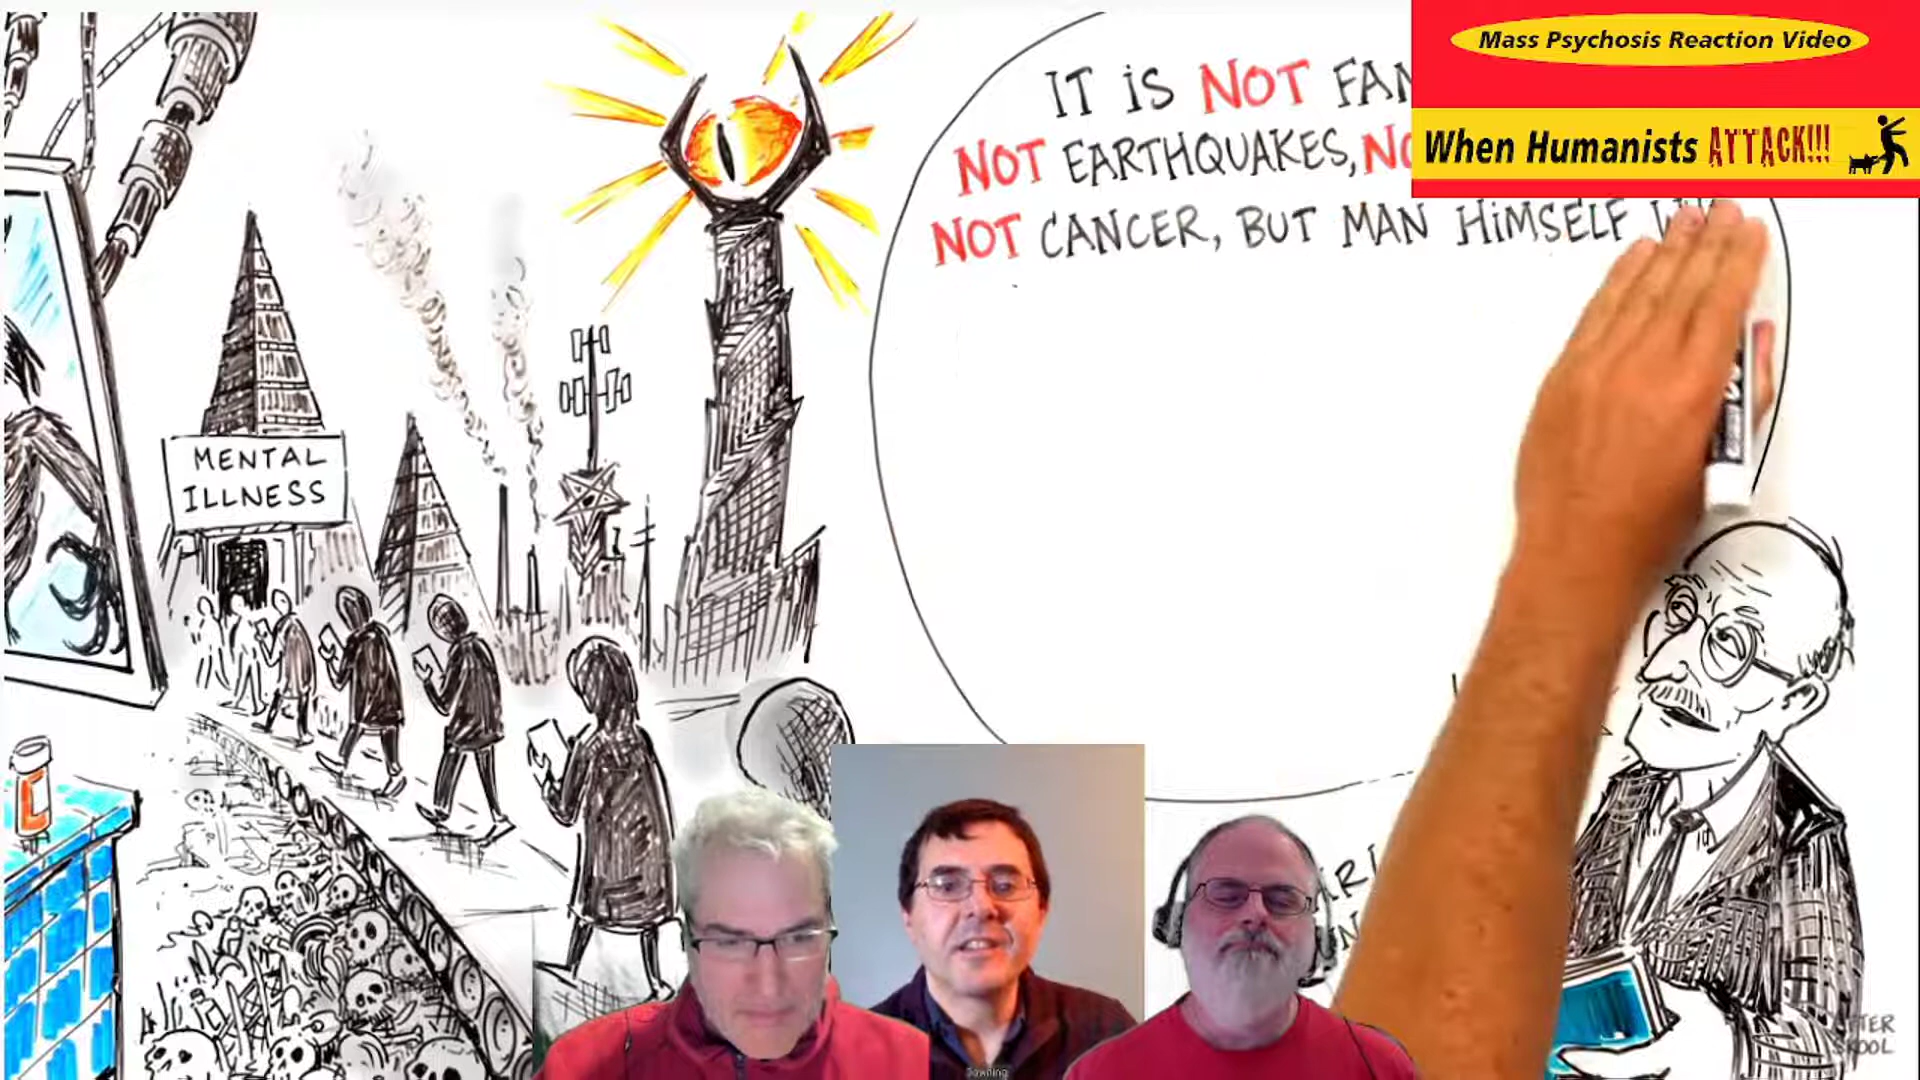 Mass Psychosis Reaction Video
When Humanists ATTACK!!!
IT iS NOT
NOT EARTHQUAKES,
NOT CANCER, BUT MAN HiMSELF
MENTAL
ILLNESS
SKOOL